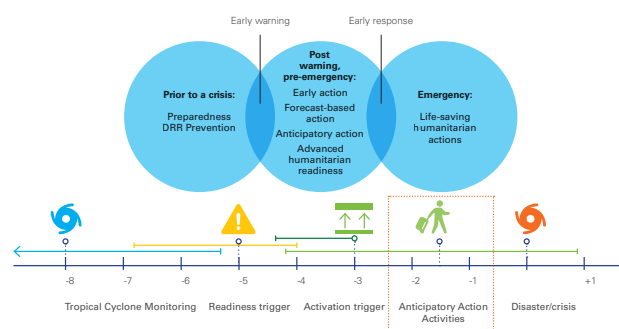 Early warning
Early response
Prior to a crisis:
Preparedness
DRR Prevention
Post
warning,
pre-emergency:
Early action
Forecast-based
action
Anticipatory action
Advanced
humanitarian
readiness
Emergency:
Life-saving
humanitarian
actions
-8
-7
-6
-5
-4
-3
-2
-1
+1
Tropical Cyclone Monitoring
Readiness trigger
Activation trigger
Anticipatory Action
Activities
Disaster/crisis